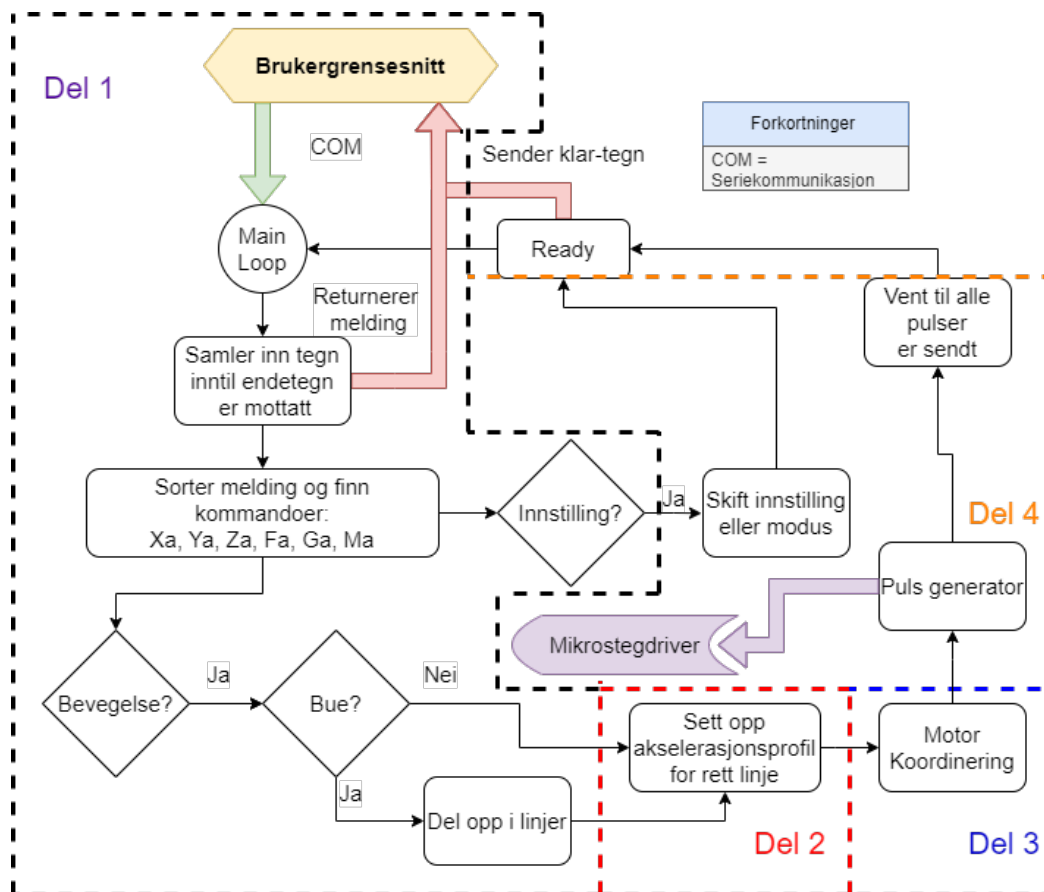 Brukergrensesnitt
Del 1
COM
Forkortninger
COM =
Seriekommunikasjon
Sender klar-tegn
Main
Loop
Ready
Returnerer
melding
Vent til alle
pulser
er sendt
Samler inn tegn
inntil endetegn
er mottatt
Sorter melding og finn
kommandoer:
Xa, Ya, Za, Fa, Ga, Ma
Innstilling?
Ja
Skift innstilling
eller modus
Del 4
Puls generator
Mikrostegdriver
Bevegelse?
Ja
Bue?
Nei
Sett opp
akselerasjonsprofil
for rett linje
Motor
Koordinering
Ja
Del opp i linjer
Del 2
Del 3